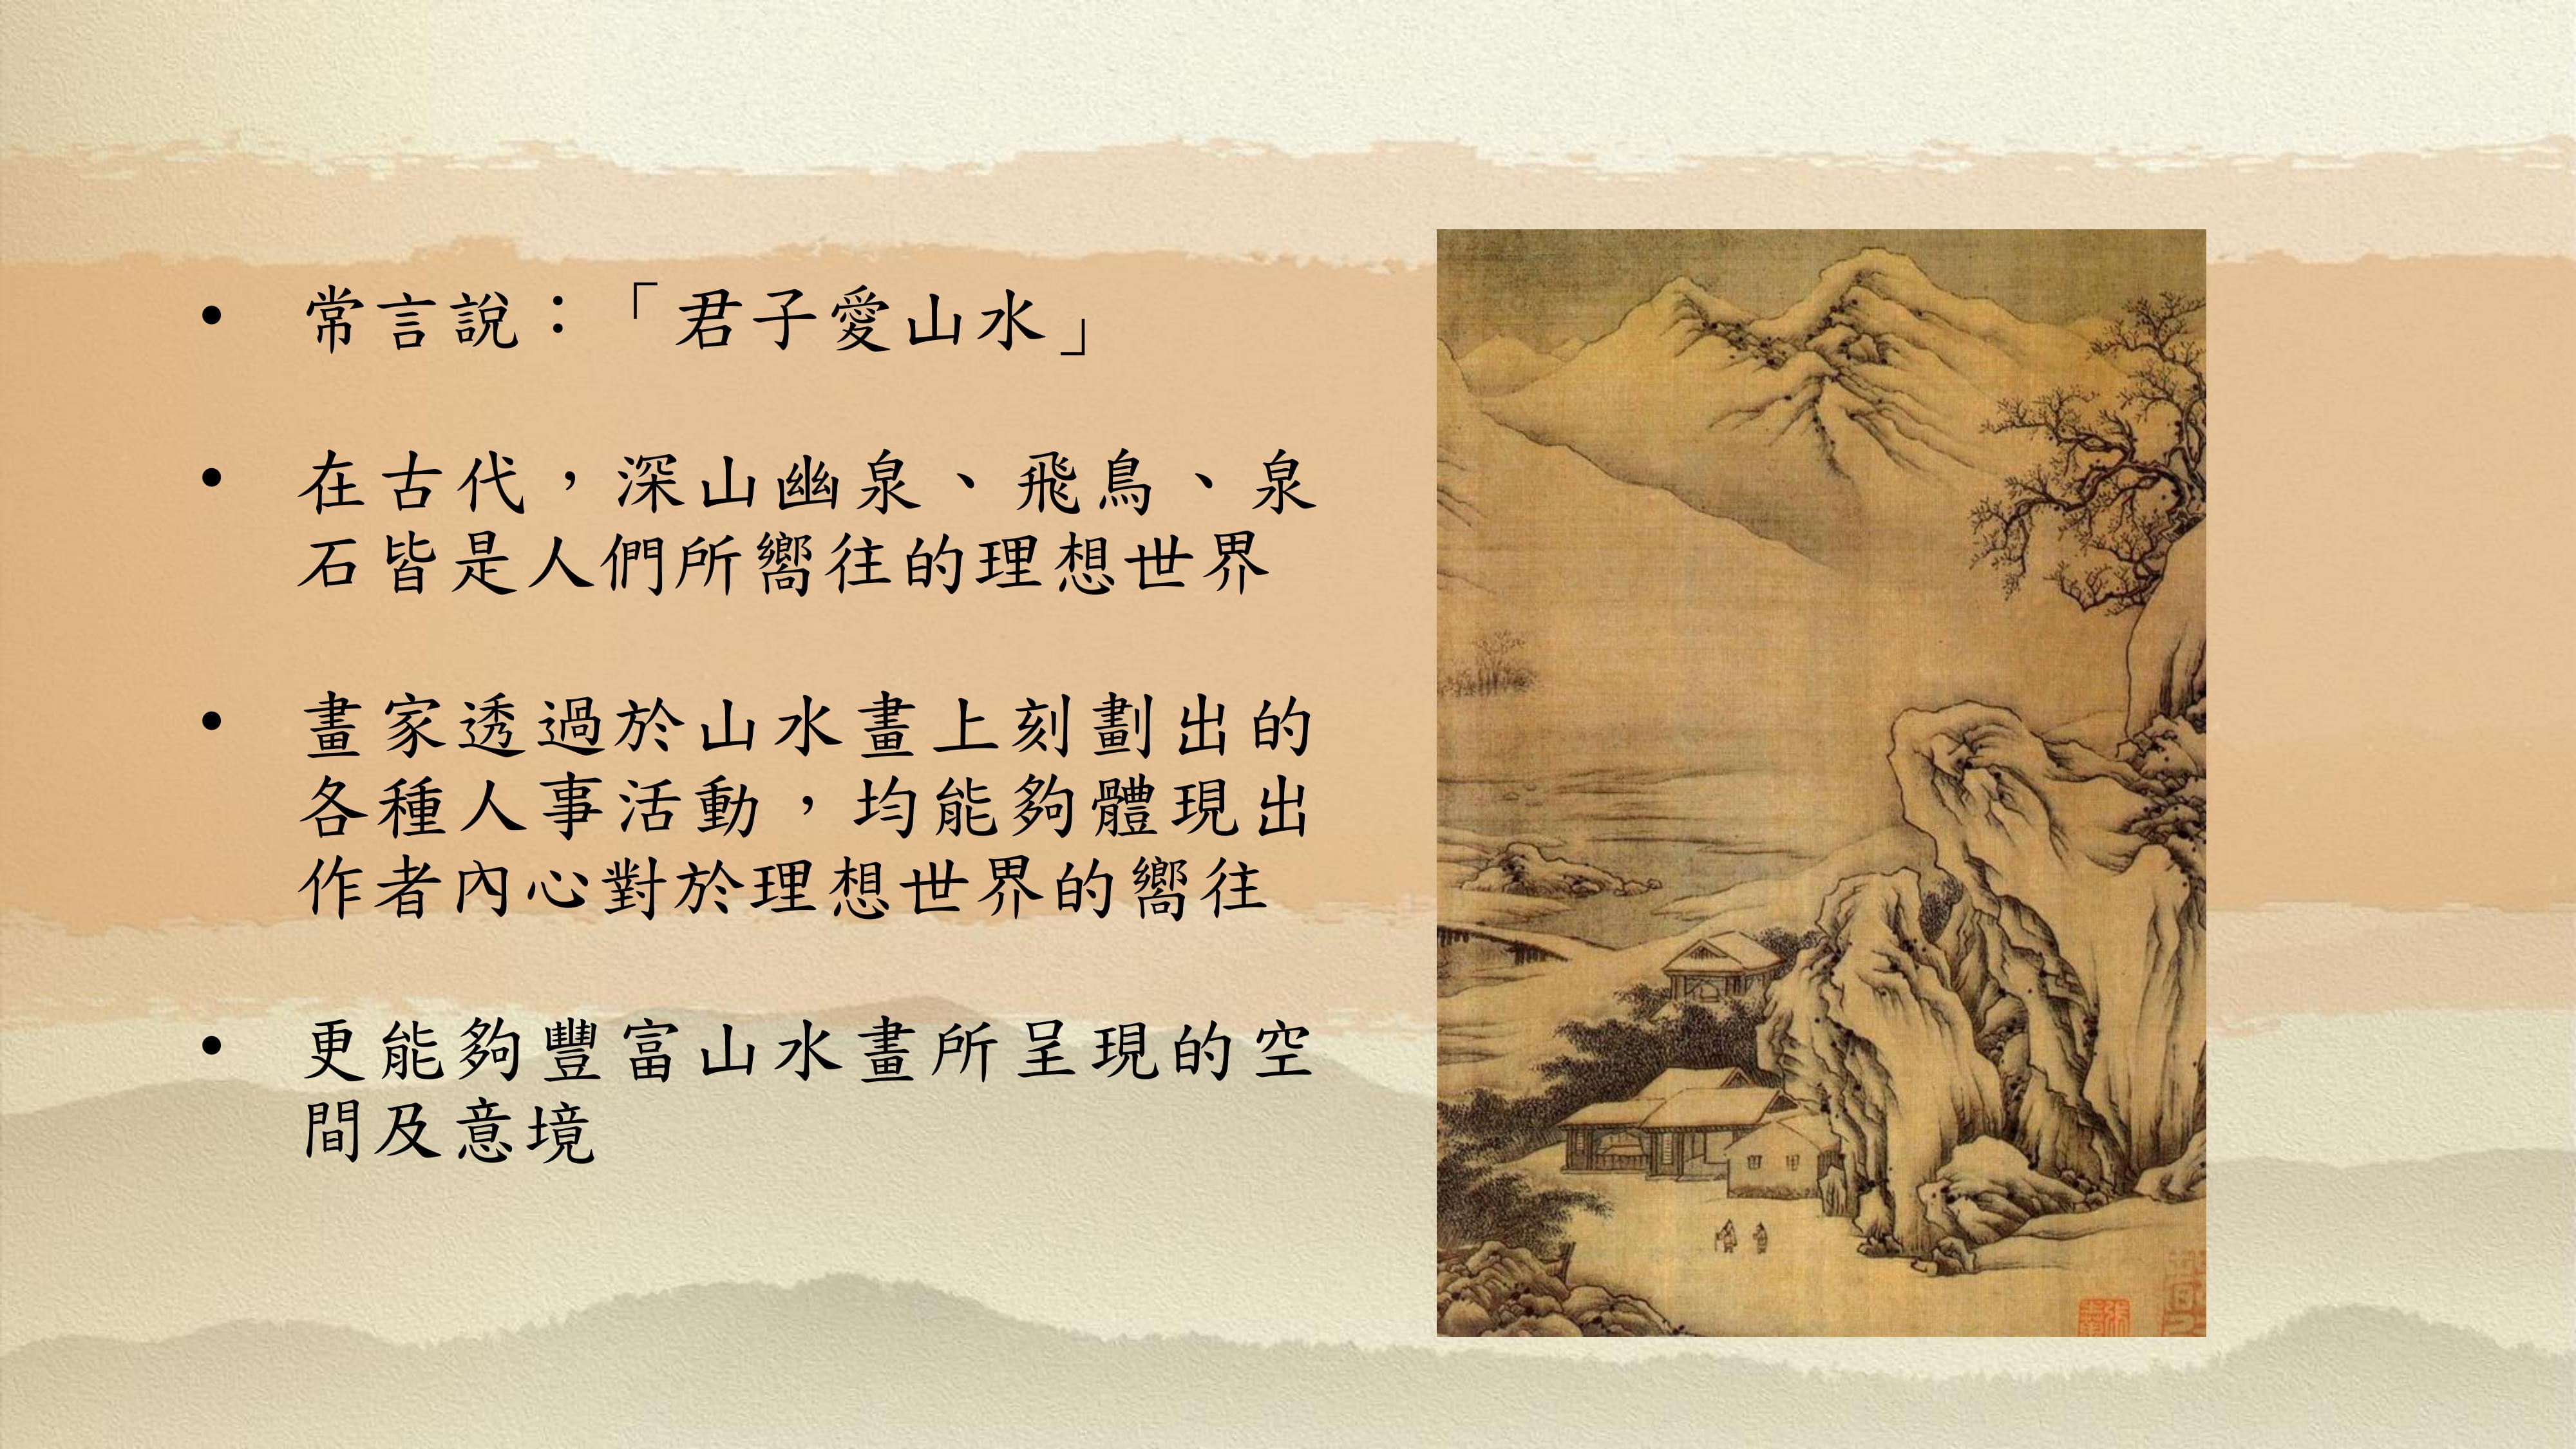 • 常言說：「君子愛山水」
• 在古代，深山幽泉、飛鳥、泉
石皆是人們所嚮往的理想世界
• 畫家透過於山水畫上刻劃出的
各種人事活動，均能夠體現出
作者內心對於理想世界的嚮往
• 更能夠豐富山水畫所呈現的空
間及意境